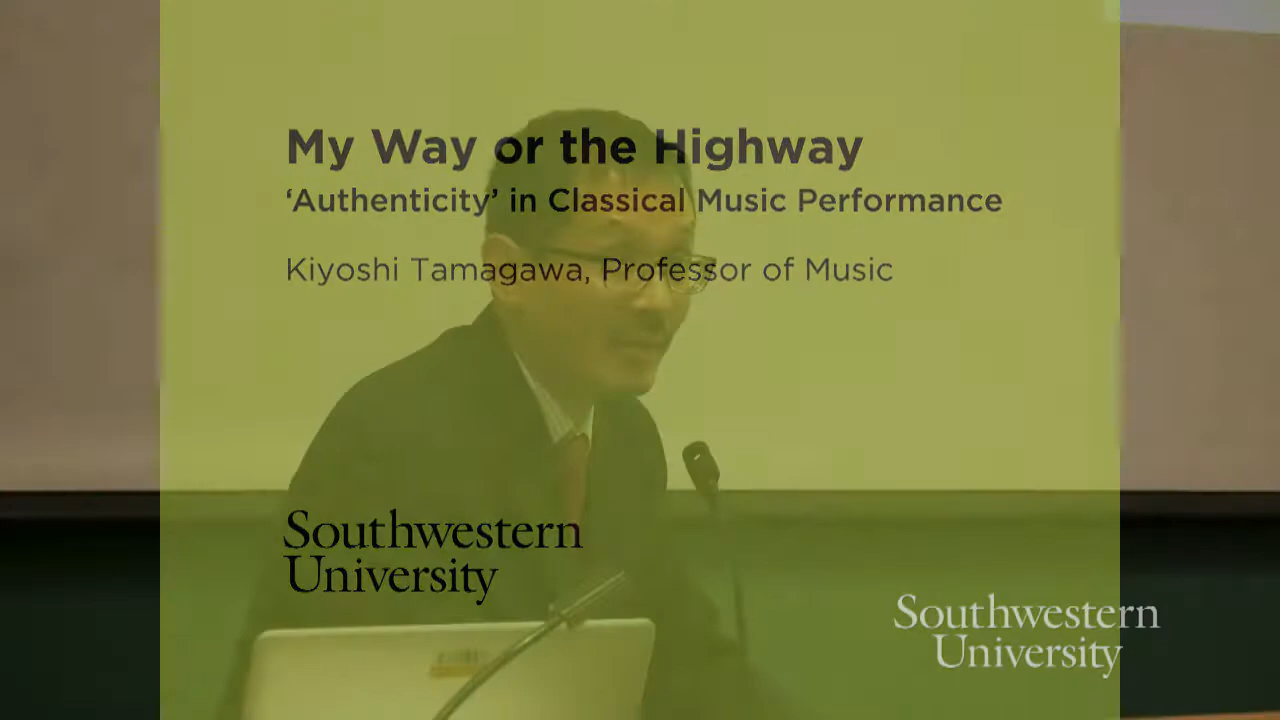 My Way or the Highway
‘Authenticity’ in Classical Music Performance
Kiyoshi Tamagawa, Professor of Music
Southwestern
University
Southwestern
University